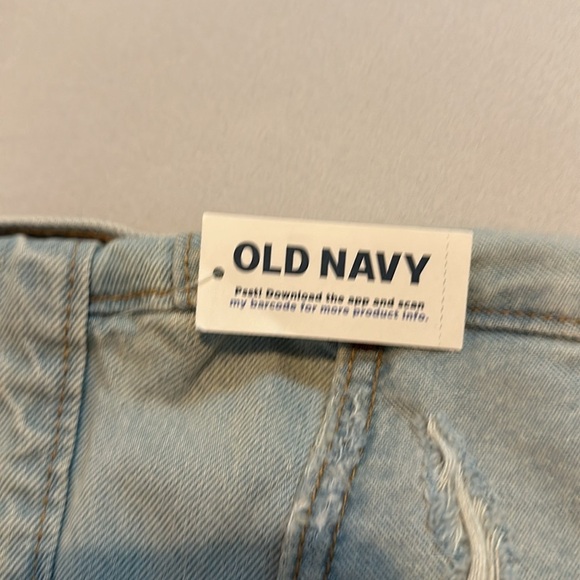 OLD NAVY
Psst! Download the app and scan
my barcode for more product info.